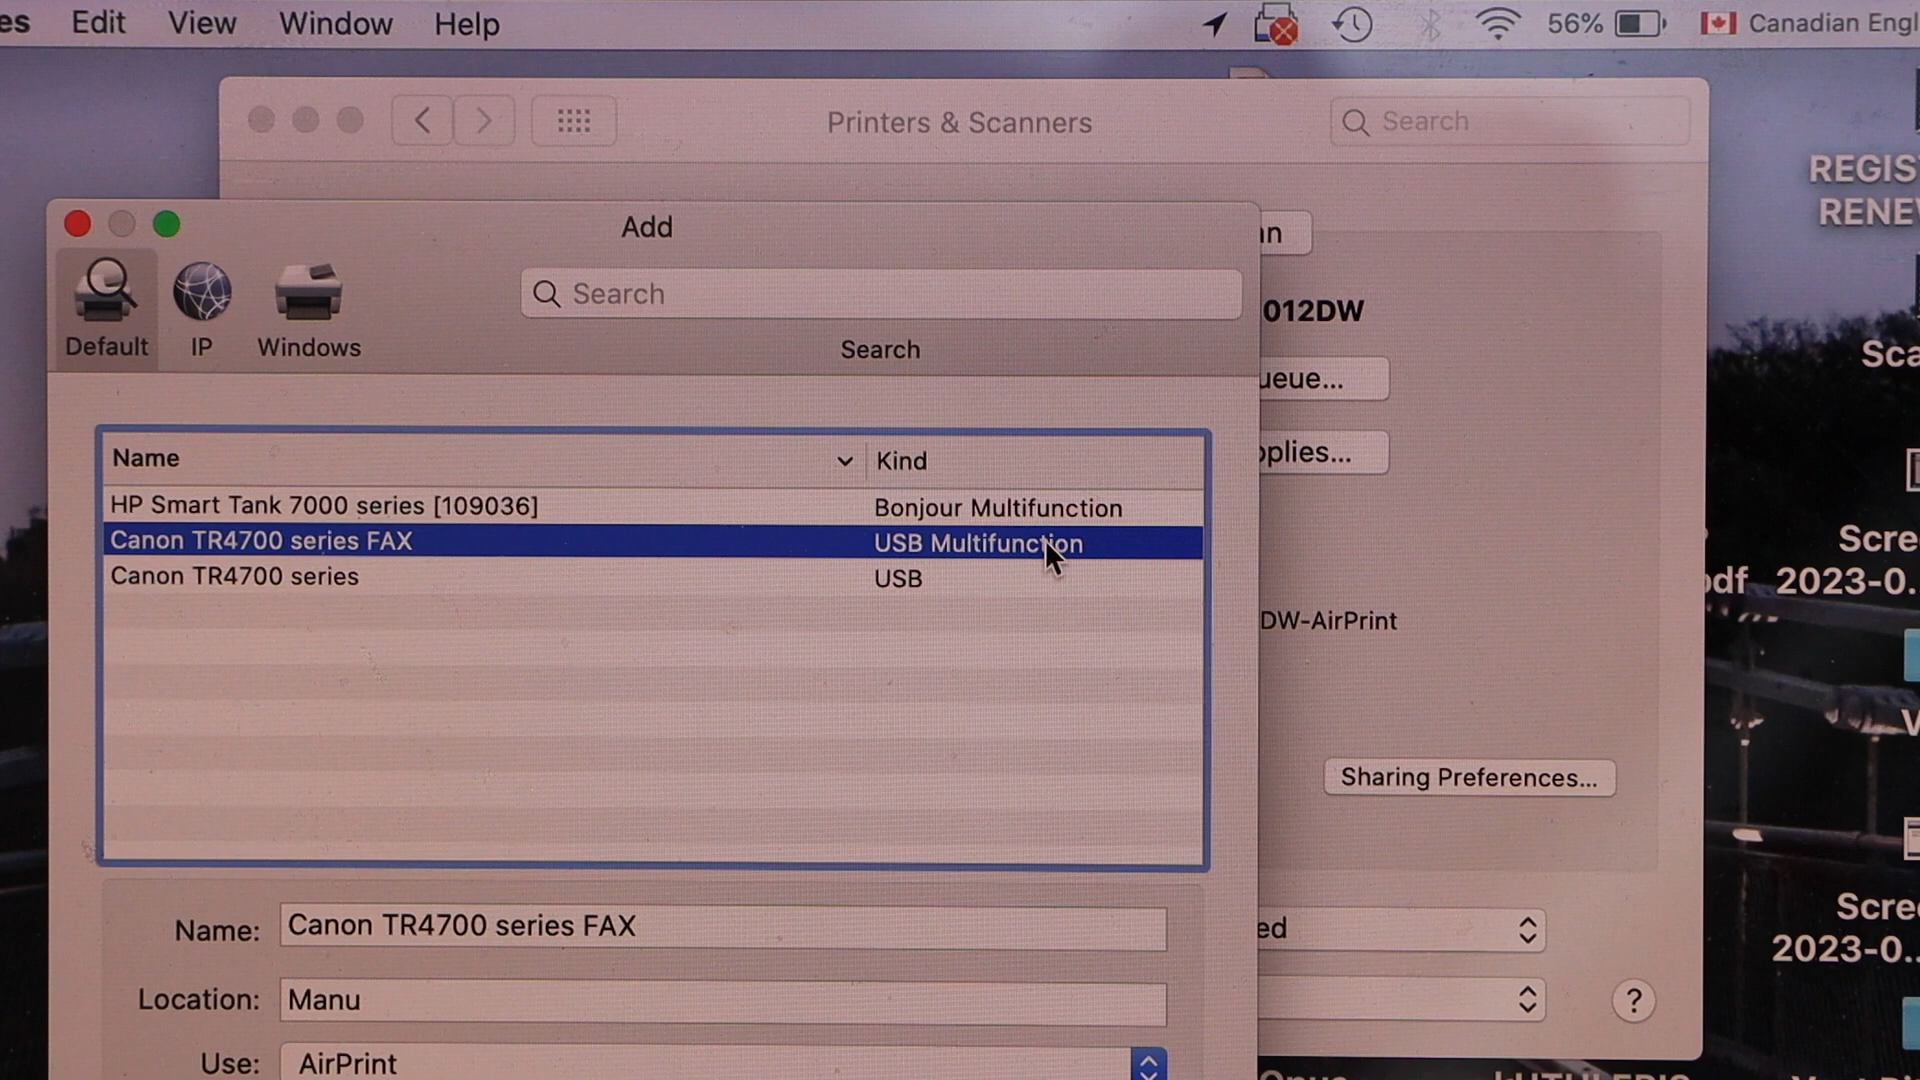 es Edit View Window Help 56% Canadian Engl
Printers & Scanners Search
REGIS
RENEW
Add
Search
Default IP Windows
Search
012DW
ueue...
pplies...
Sca
Name Kind
HP Smart Tank 7000 series [109036] Bonjour Multifunction
Canon TR4700 series FAX USB Multifunction
Canon TR4700 series USB
Scre
pdf 2023-0..
DW-AirPrint
Sharing Preferences...
Name: Canon TR4700 series FAX
ed
Scre
2023-0..
Location: Manu
?
Use: AirPrint